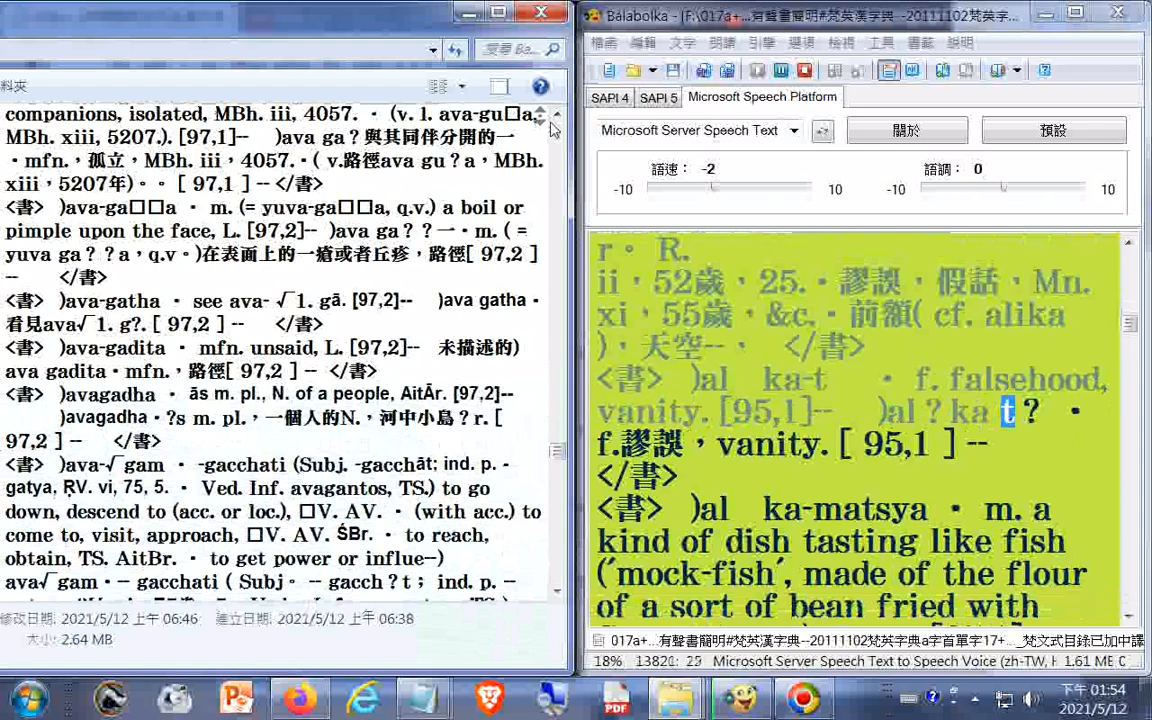 搜尋 Ba...
料夾
companions, isolated, MBh. iii, 4057. · (v. l. ava-gu□a,
MBh. xiii, 5207.). [97,1]-- )ava ga？與其同伴分開的一
·mfn.，孤立，MBh. iii，4057.·( v.路徑ava gu？a，MBh.
xiii，5207年)。。[ 97,1 ] -- </書>
<書> )ava-ga□□a · m. (= yuva-ga□□a, q.v.) a boil or
pimple upon the face, L. [97,2]-- )ava ga？？一·m. ( =
yuva ga？？a，q.v。)在表面上的一瘡或者丘疹，路徑[ 97,2 ]
-- </書>
<書> )ava-gatha · see ava- √1. gā. [97,2]-- )ava gatha·
看見ava√1. g?. [ 97,2 ] -- </書>
<書> )ava-gadita · mfn. unsaid, L. [97,2]-- 未描述的)
ava gadita·mfn.，路徑[ 97,2 ] -- </書>
<書> )avagadha · ās m. pl., N. of a people, AitĀr. [97,2]--
)avagadha·?s m. pl.，一個人的N.，河中小島？r. [
97,2 ] -- </書>
<書> )ava-√gam · -gacchati (Subj. -gacchāt; ind. p. -
gatya, ṚV. vi, 75, 5. · Ved. Inf. avagantos, TS.) to go
down, descend to (acc. or loc.), □V. AV. · (with acc.) to
come to, visit, approach, □V. AV. ŚBr. · to reach,
obtain, TS. AitBr. · to get power or influe--)
ava√gam·-- gacchati ( Subj。 -- gacch？t； ind. p. --
修改日期: 2021/5/12 上午 06:46 建立日期: 2021/5/12 上午 06:38
大小: 2.64 MB
Balabolka - [F:\017a+...有聲書簡明#梵英漢字典--20111102梵英字...
檔案 編輯 文字 朗讀 引擎 選項 檢視 工具 書籤 說明
SAPI 4 SAPI 5 Microsoft Speech Platform
Microsoft Server Speech Text 關於 預設
語速： -2 語調： 0
-10 10 -10 10
r· R.
ii，52歲，25.·謬誤，假話，Mn.
xi，55歲，&c.·前額( cf. alika
)，天空--， </書>
<書> )al ka-t · f. falsehood,
vanity. [95,1]-- )al？ka t？ ·
f.謬誤，vanity. [ 95,1 ] --
</書>
<書> )al ka-matsya · m. a
kind of dish tasting like fish
('mock-fish', made of the flour
of a sort of bean fried with
017a+...有聲書簡明#梵英漢字典--20111102梵英字典a字首單字17+..._梵文式目錄已加中譯
18% 13820: 25 Microsoft Server Speech Text to Speech Voice (zh-TW, H 1.61 MB
下午 01:54
2021/5/12